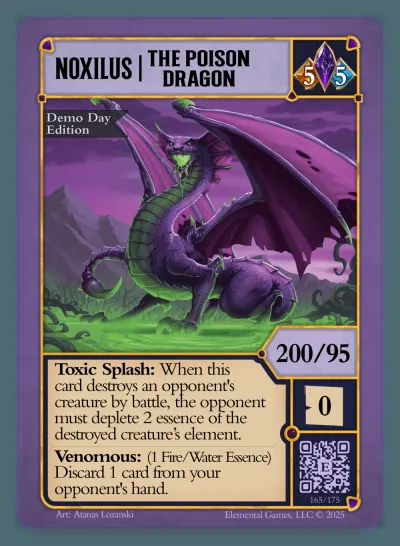 NOXILUS | THE POISON
DRAGON
5 5
Demo Day
Edition
200/95
Toxic Splash: When this
card destroys an opponent's
creature by battle, the opponent
must deplete 2 essence of the
destroyed creature's element.
0
Venomous: (1 Fire/Water Essence)
Discard 1 card from your
opponent's hand.
E
165/175
Art: Atanas Lozanski
Elemental Games, LLC © 2025